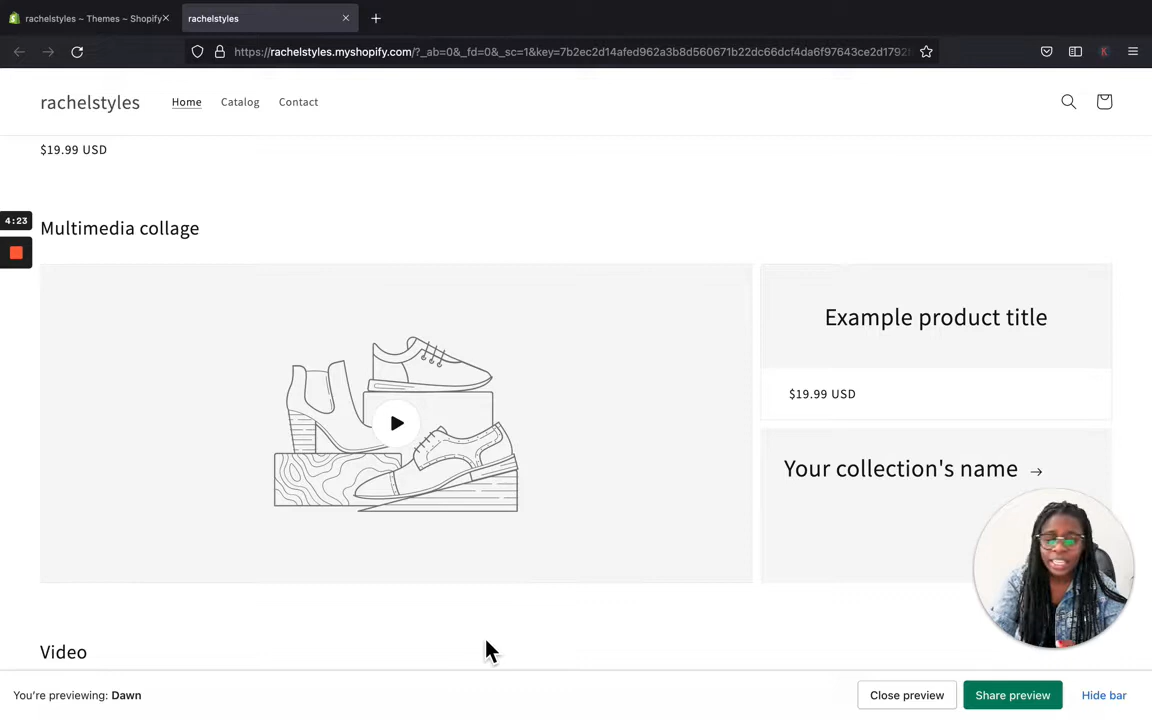 rachelstyles ~ Themes ~ Shopify
rachelstyles
https://rachelstyles.myshopify.com/?_ab=0&_fd=0&_sc=1&key=7b2ec2d14afed962a3b8d560671b22dc66dcf4da6f97643ce2d1792
rachelstyles
Home
Catalog
Contact
$19.99 USD
4:23
Multimedia collage
Example product title
$19.99 USD
Your collection's name →
Video
You're previewing: Dawn
Close preview
Share preview
Hide bar